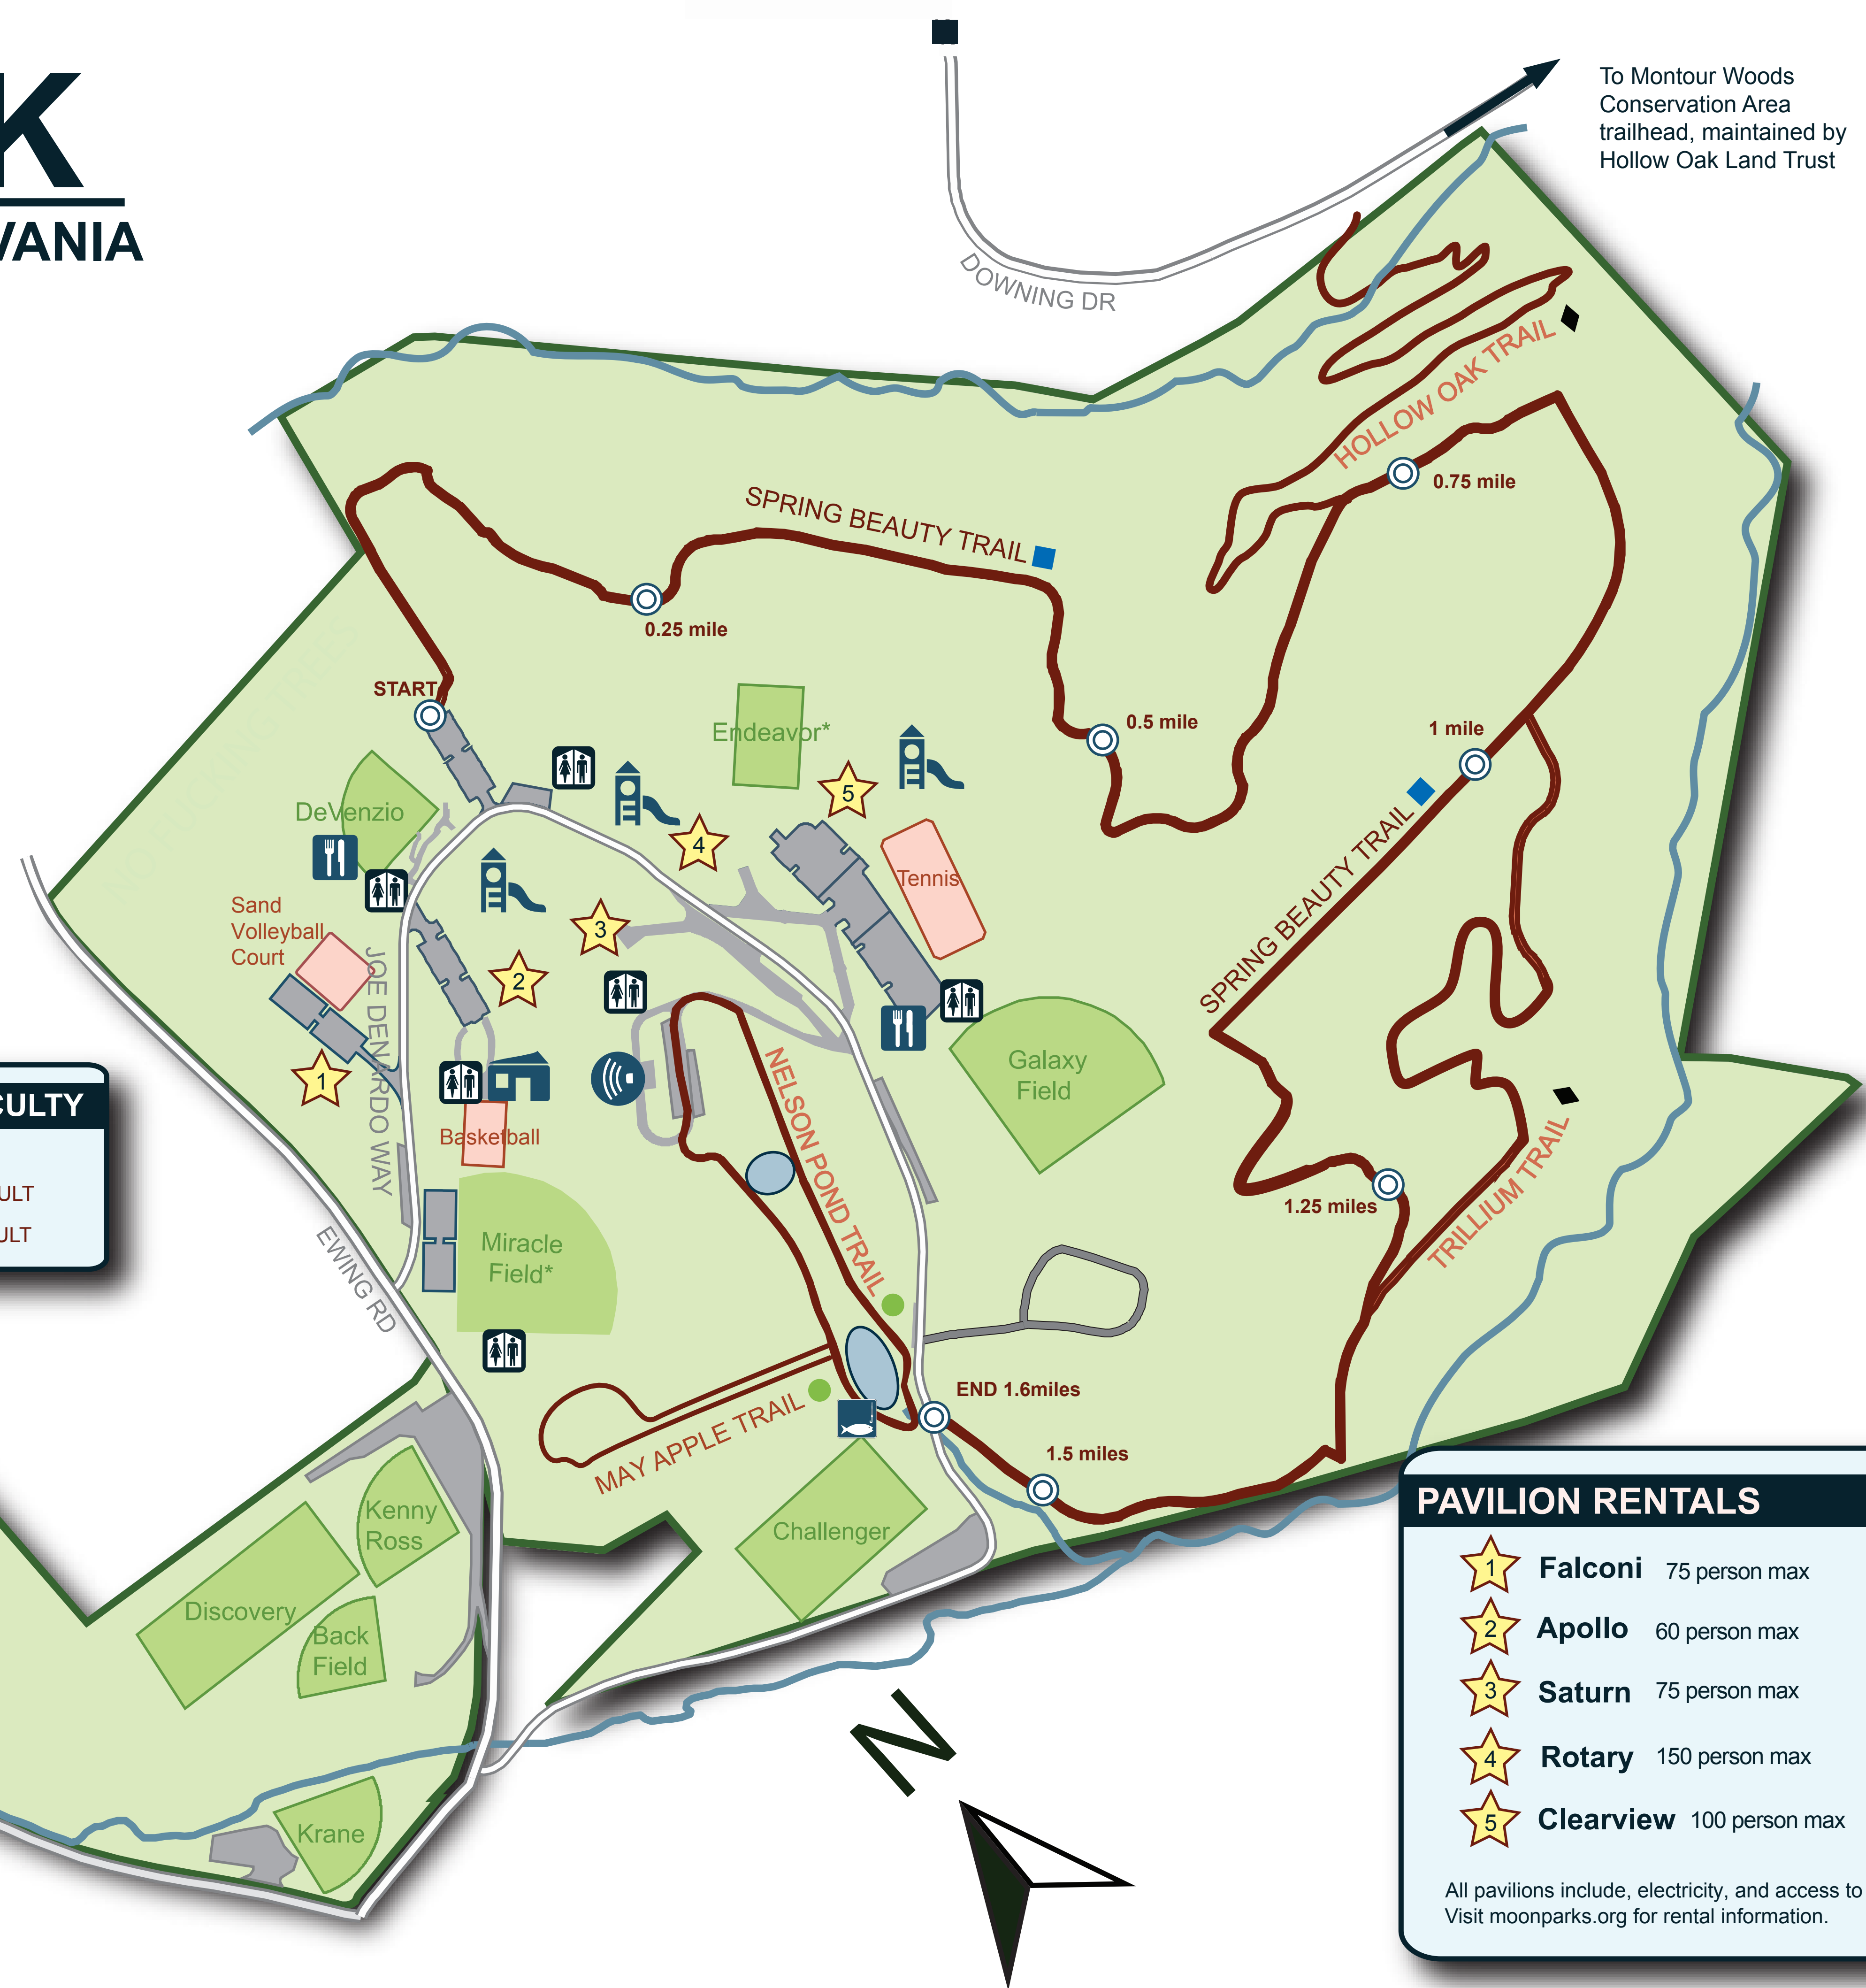 K
VANIA
To Montour Woods
Conservation Area
trailhead, maintained by
Hollow Oak Land Trust
DOWNING DR
HOLLOW OAK TRAIL
0.75 mile
SPRING BEAUTY TRAIL
0.25 mile
START
NO FUCKING TREES
Endeavor*
0.5 mile
1 mile
5
DeVenzio
4
Tennis
SPRING BEAUTY TRAIL
Sand
Volleyball
Court
3
2
JOE DENARDO WAY
1
Galaxy
Field
NELSON POND TRAIL
Basketball
CULTY
ULT
ULT
TRILLIUM TRAIL
1.25 miles
Miracle
Field*
EWING RD
END 1.6miles
MAY APPLE TRAIL
1.5 miles
Kenny
Ross
Challenger
Discovery
Back
Field
Krane
N
PAVILION RENTALS
1 Falconi 75 person max
2 Apollo 60 person max
3 Saturn 75 person max
4 Rotary 150 person max
5 Clearview 100 person max
All pavilions include, electricity, and access to
Visit moonparks.org for rental information.